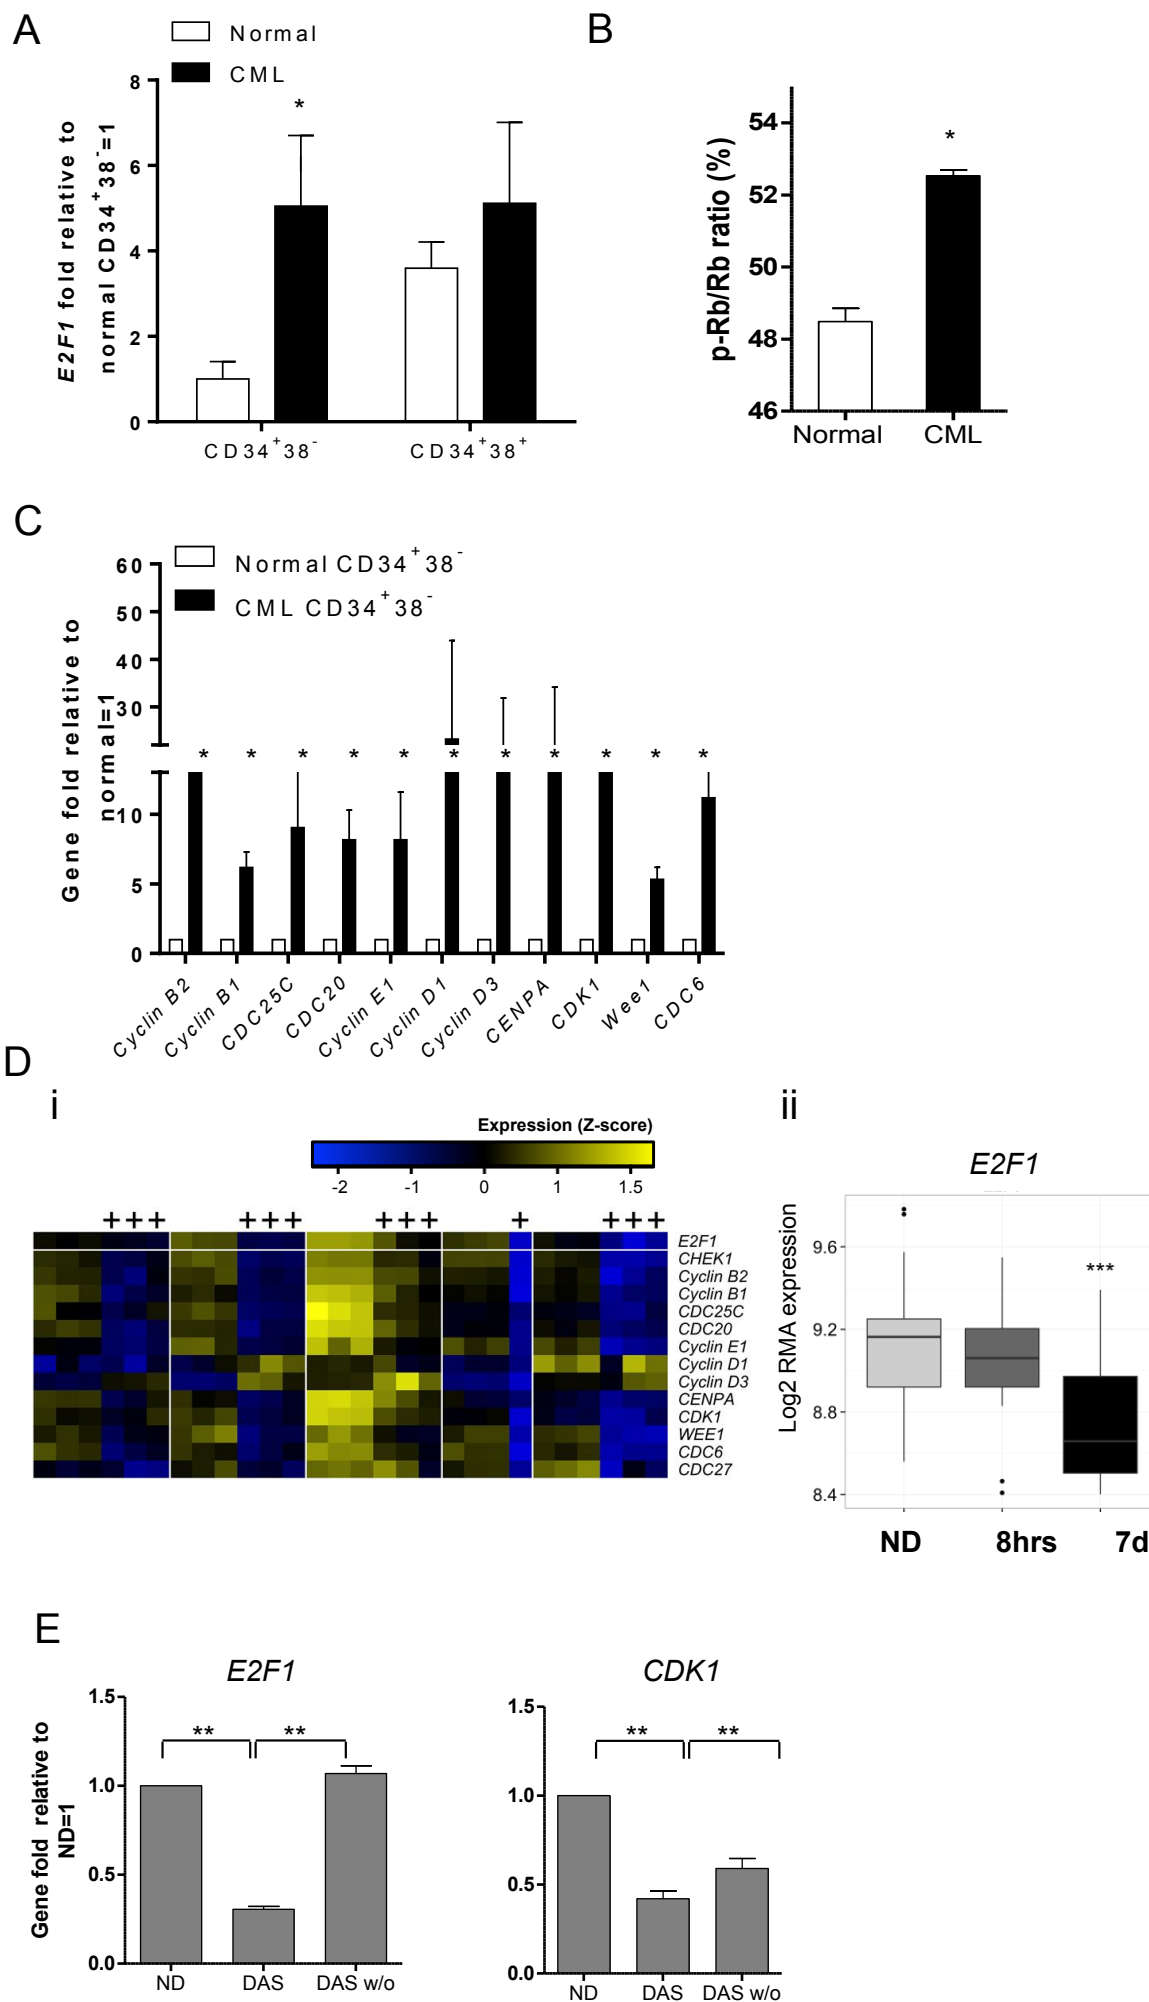 A
Normal
CML
E2F1 fold relative to
normal CD34+38-=1
8
6
4
2
0
*
CD34+38-
CD34+38+
B
p-Rb/Rb ratio (%)
54
52
50
48
46
*
Normal
CML
C
Normal CD34+38-
CML CD34+38-
Gene fold relative to
normal=1
60
50
40
30
10
5
0
* * * * * * * * * * *
Cyclin B2
Cyclin B1
CDC25C
CDC20
Cyclin E1
Cyclin D1
Cyclin D3
CENPA
CDK1
Wee1
CDC6
D
i
Expression (Z-score)
-2 -1 0 1 1.5
+++ +++ +++ + +++
E2F1
CHEK1
Cyclin B2
Cyclin B1
CDC25C
CDC20
Cyclin E1
Cyclin D1
Cyclin D3
CENPA
CDK1
WEE1
CDC6
CDC27
ii
E2F1
Log2 RMA expression
9.6
9.2
8.8
8.4
***
ND 8hrs 7d
E
E2F1
Gene fold relative to
ND=1
1.5
1.0
0.5
0.0
** **
ND DAS DAS w/o
CDK1
1.5
1.0
0.5
0.0
** **
ND DAS DAS w/o